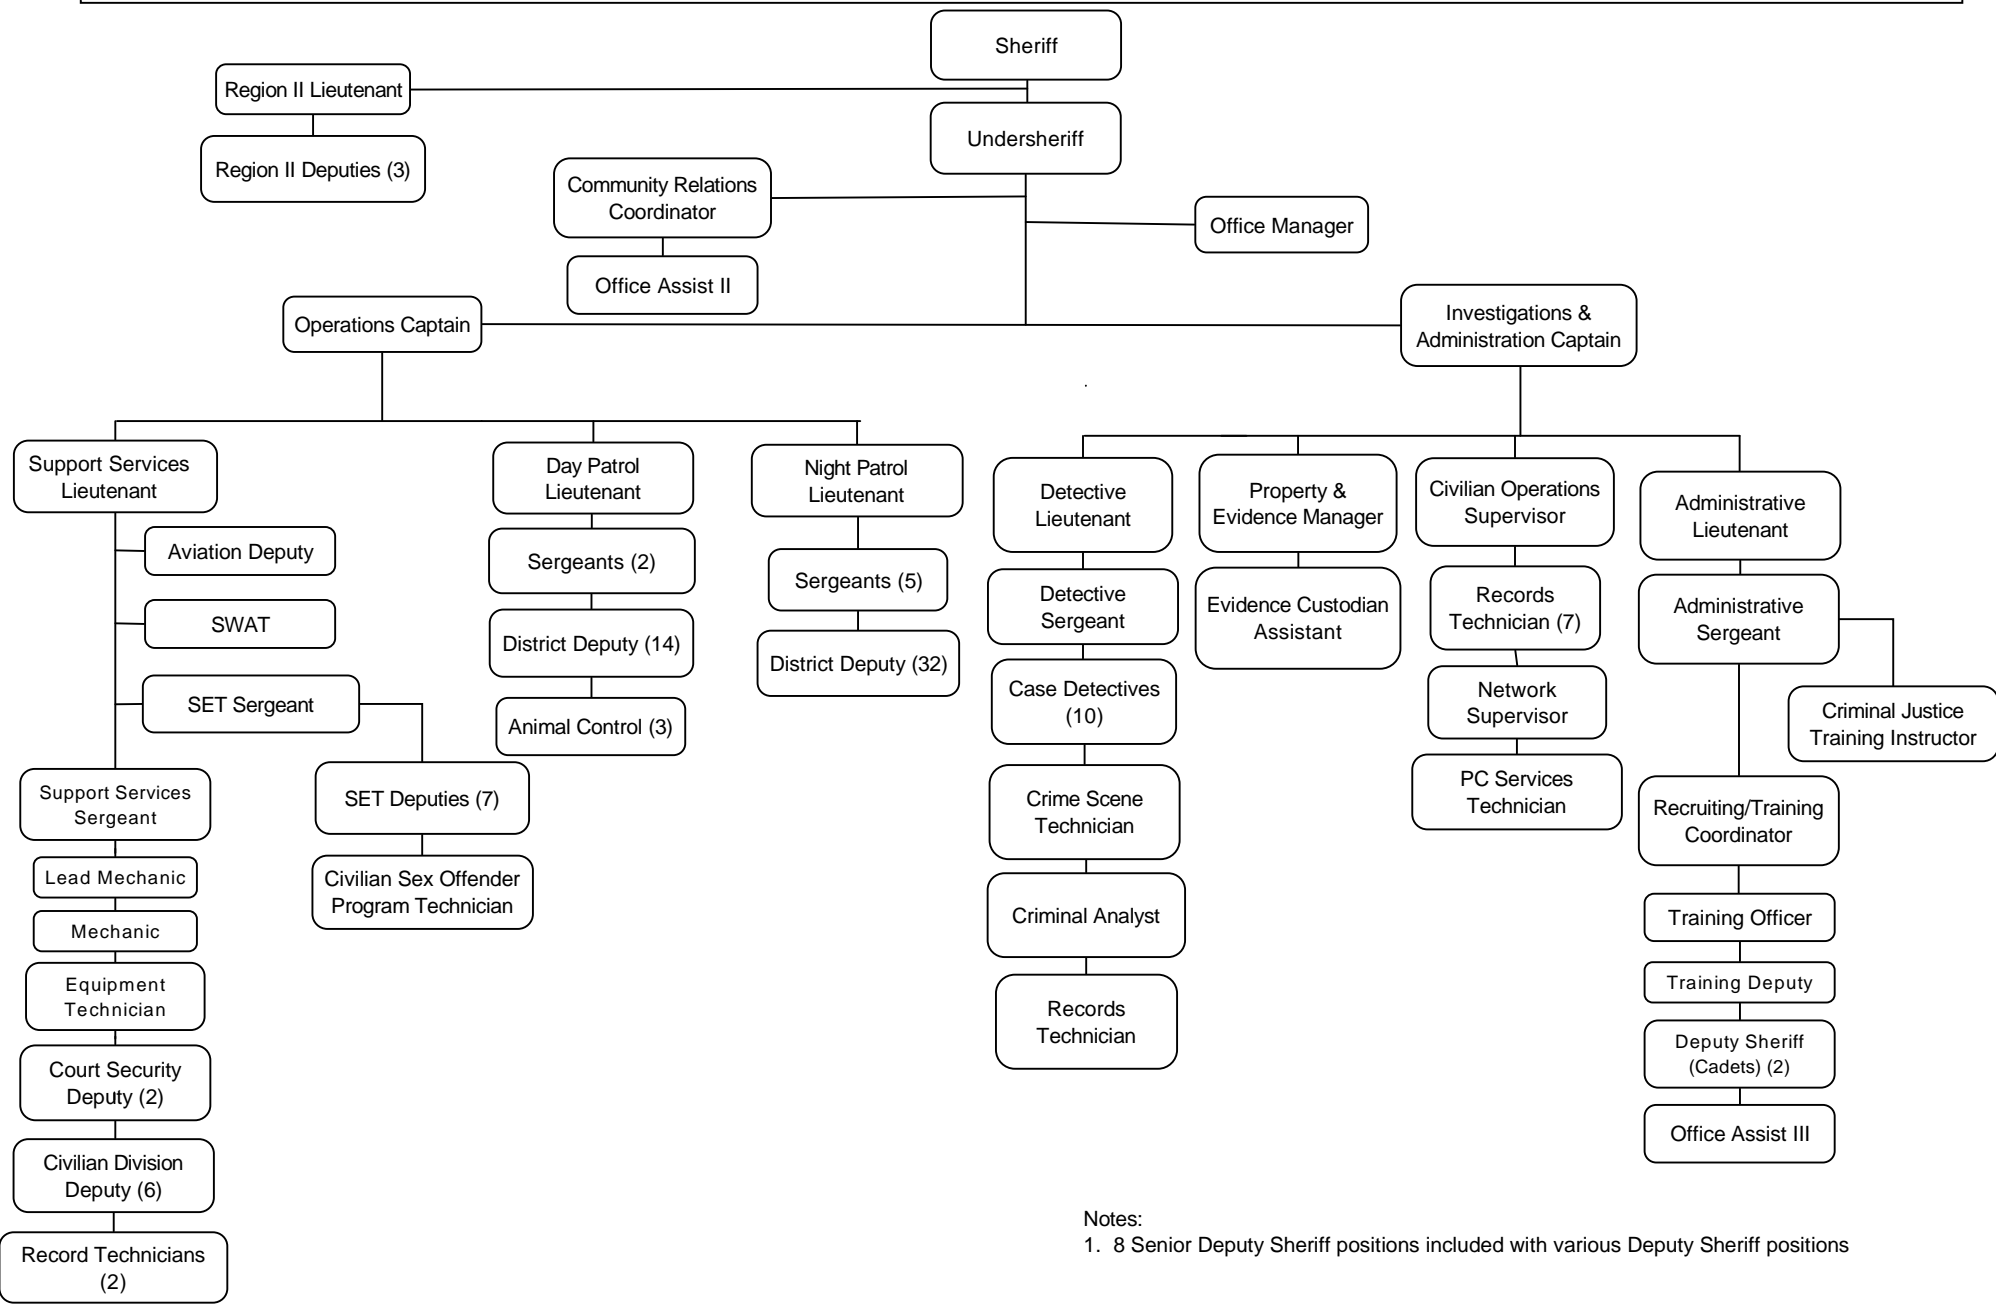 Sheriff
Region II Lieutenant
Undersheriff
Region II Deputies (3)
Community Relations
Coordinator
Office Manager
Office Assist II
Operations Captain
Investigations &
Administration Captain
Support Services
Lieutenant
Aviation Deputy
SWAT
SET Sergeant
SET Deputies (7)
Civilian Sex Offender
Program Technician
Support Services
Sergeant
Lead Mechanic
Mechanic
Equipment
Technician
Court Security
Deputy (2)
Civilian Division
Deputy (6)
Record Technicians
(2)
Day Patrol
Lieutenant
Sergeants (2)
District Deputy (14)
Animal Control (3)
Night Patrol
Lieutenant
Sergeants (5)
District Deputy (32)
Detective
Lieutenant
Detective
Sergeant
Case Detectives
(10)
Crime Scene
Technician
Criminal Analyst
Records
Technician
Property &
Evidence Manager
Evidence Custodian
Assistant
Civilian Operations
Supervisor
Records
Technician (7)
Network
Supervisor
PC Services
Technician
Administrative
Lieutenant
Administrative
Sergeant
Criminal Justice
Training Instructor
Recruiting/Training
Coordinator
Training Officer
Training Deputy
Deputy Sheriff
(Cadets) (2)
Office Assist III
Notes:
1. 8 Senior Deputy Sheriff positions included with various Deputy Sheriff positions